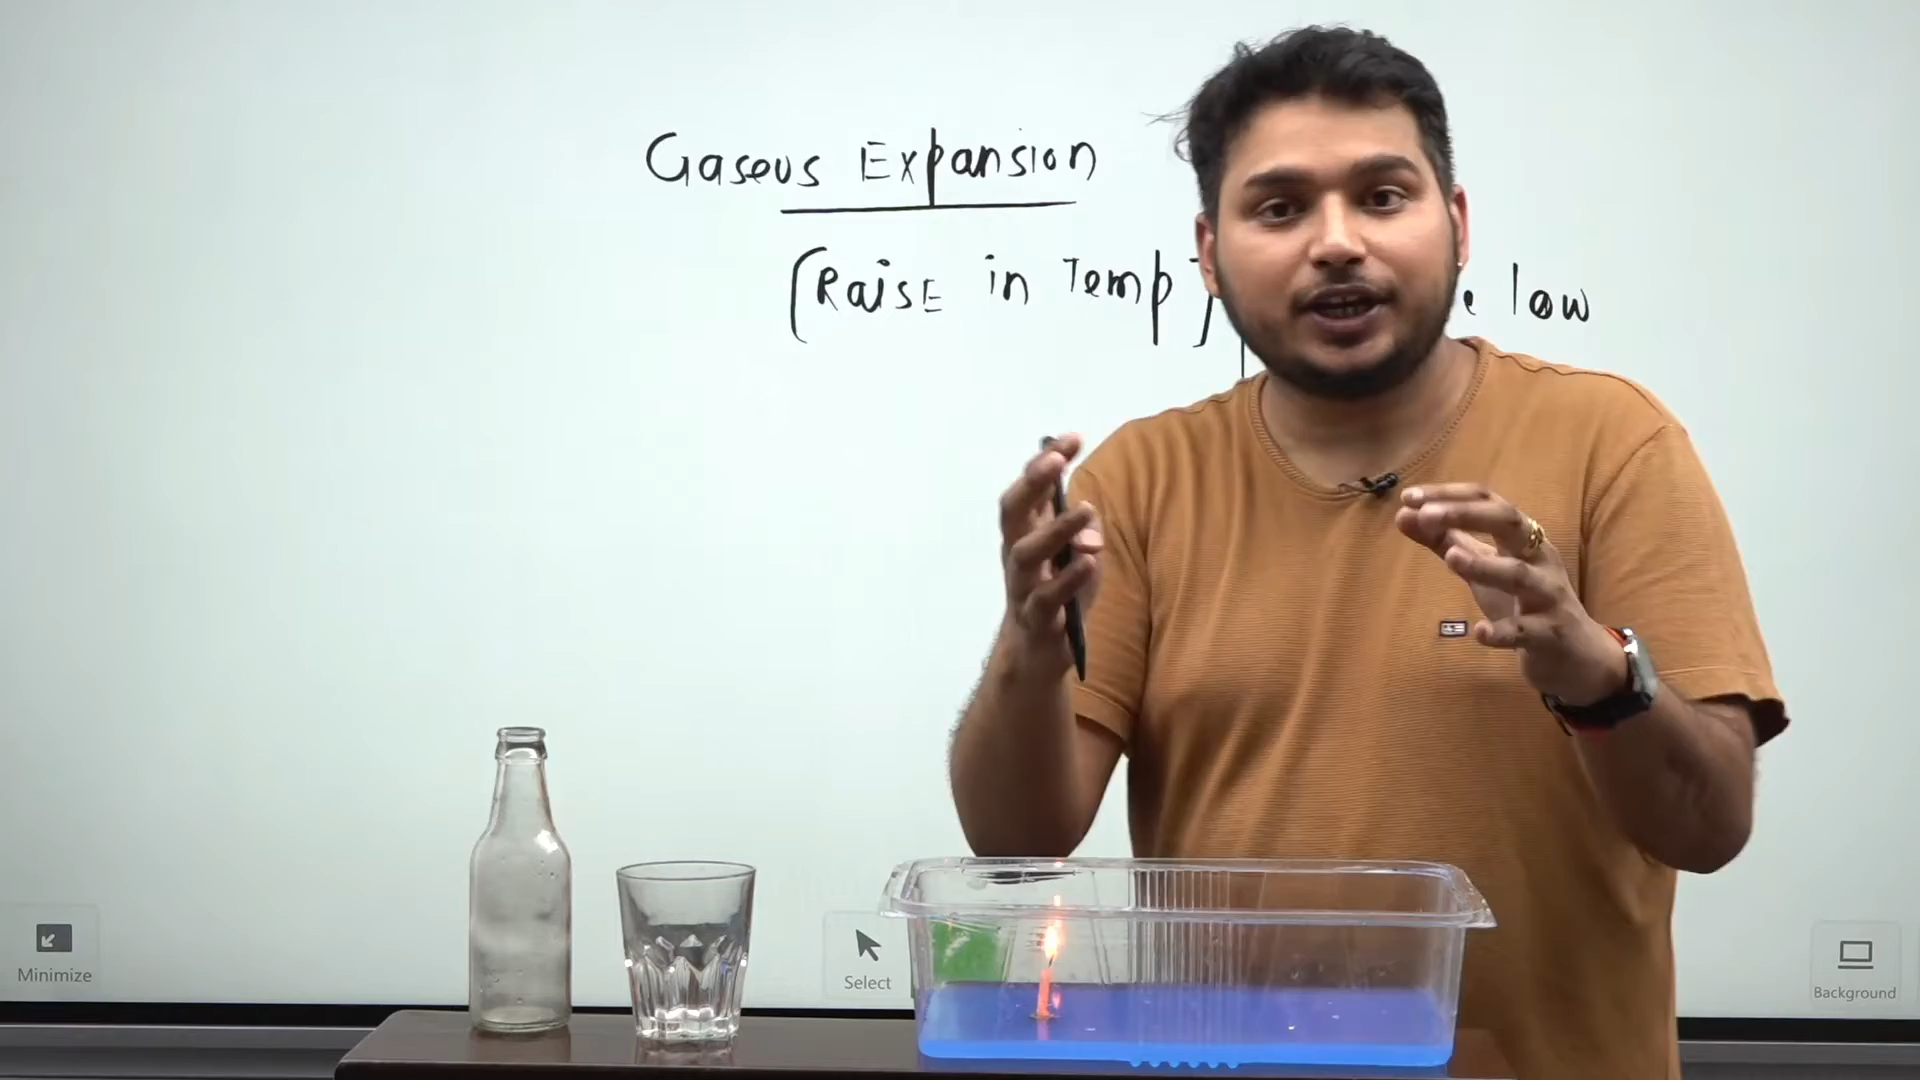 Gaseous Expansion
(Raise in Temp) low
Minimize
Select
Background